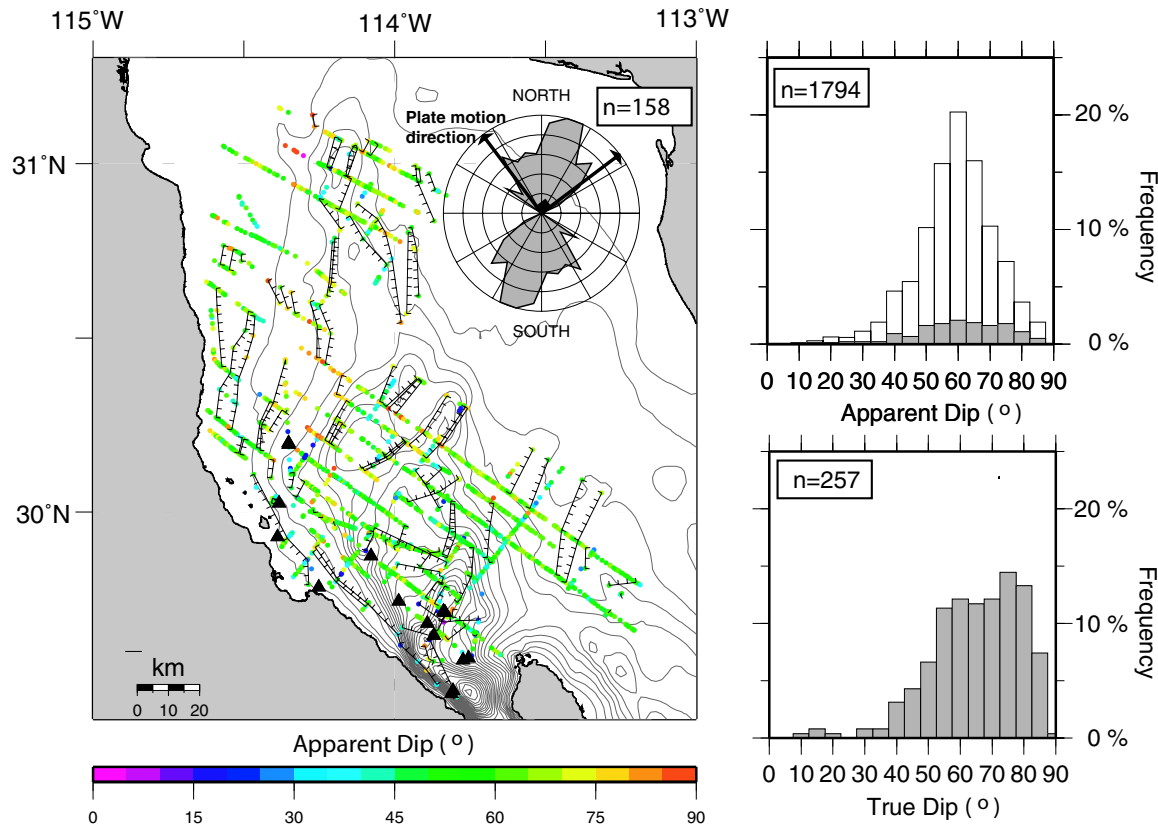 115°W
114°W
113°W
31°N
30°N
Plate motion
direction
NORTH
n=158
SOUTH
km
0 10 20
Apparent Dip (°)
0 15 30 45 60 75 90
n=1794
20 %
10 %
0 %
Frequency
0 10 20 30 40 50 60 70 80 90
Apparent Dip (°)
n=257
20 %
10 %
0 %
Frequency
0 10 20 30 40 50 60 70 80 90
True Dip (°)